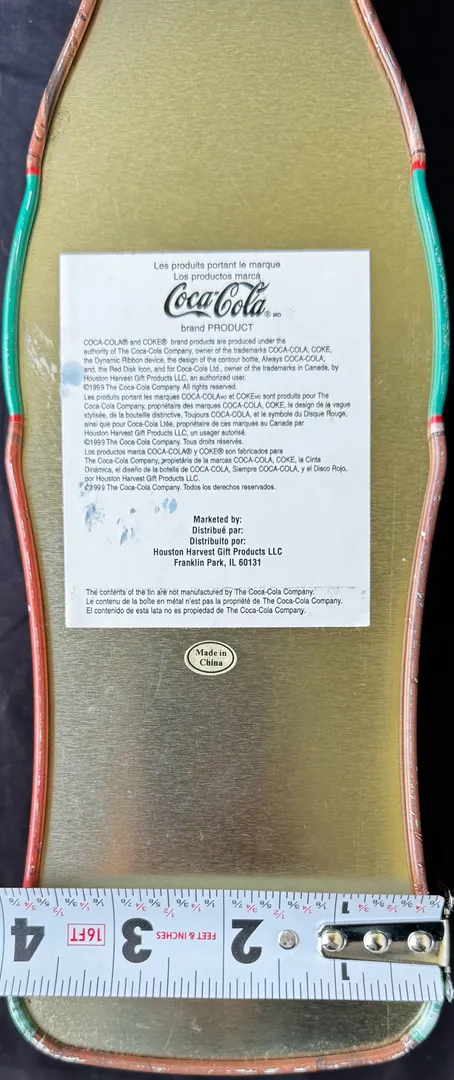 Les produits portant le marque
Los productos marca
Coca-Cola ® MD
brand PRODUCT
COCA-COLA® and COKE® brand products are produced under the
authority of The Coca-Cola Company, owner of the trademarks COCA-COLA, COKE,
the Dynamic Ribbon device, the design of the contour bottle, Always COCA-COLA,
and, the Red Disk Icon, and for Coca-Cola Ltd., owner of the trademarks in Canada, by
Houston Harvest Gift Products LLC, an authorized user.
©1999 The Coca-Cola Company. All rights reserved.
Les produits portant les marques COCA-COLAMD et COKEMD sont produits pour The
Coca-Cola Company, propriétaire des marques COCA-COLA, COKE, le design de la vague
stylisée, de la bouteille distinctive, Toujours COCA-COLA, et le symbole du Disque Rouge,
ainsi que pour Coca-Cola Ltée, propriétaire de ces marques au Canada par
Houston Harvest Gift Products LLC, un usager autorisé.
©1999 The Coca-Cola Company. Tous droits réservés.
Los productos marca COCA-COLA® y COKE® son fabricados para
The Coca-Cola Company, propietaria de las marcas COCA-COLA, COKE, la Cinta
Dinámica, el diseño de la botella de COCA-COLA, Siempre COCA-COLA, y el Disco Rojo,
por Houston Harvest Gift Products LLC.
©1999 The Coca-Cola Company. Todos los derechos reservados.
Marketed by:
Distribué par:
Distribuito por:
Houston Harvest Gift Products LLC
Franklin Park, IL 60131
The contents of the tin are not manufactured by The Coca-Cola Company.
Le contenu de la boîte en métal n'est pas la propriété de The Coca-Cola Company.
El contenido de esta lata no es propiedad de The Coca-Cola Company.
Made in
China
4 16FT 3 FEET & INCHES 2 1
1